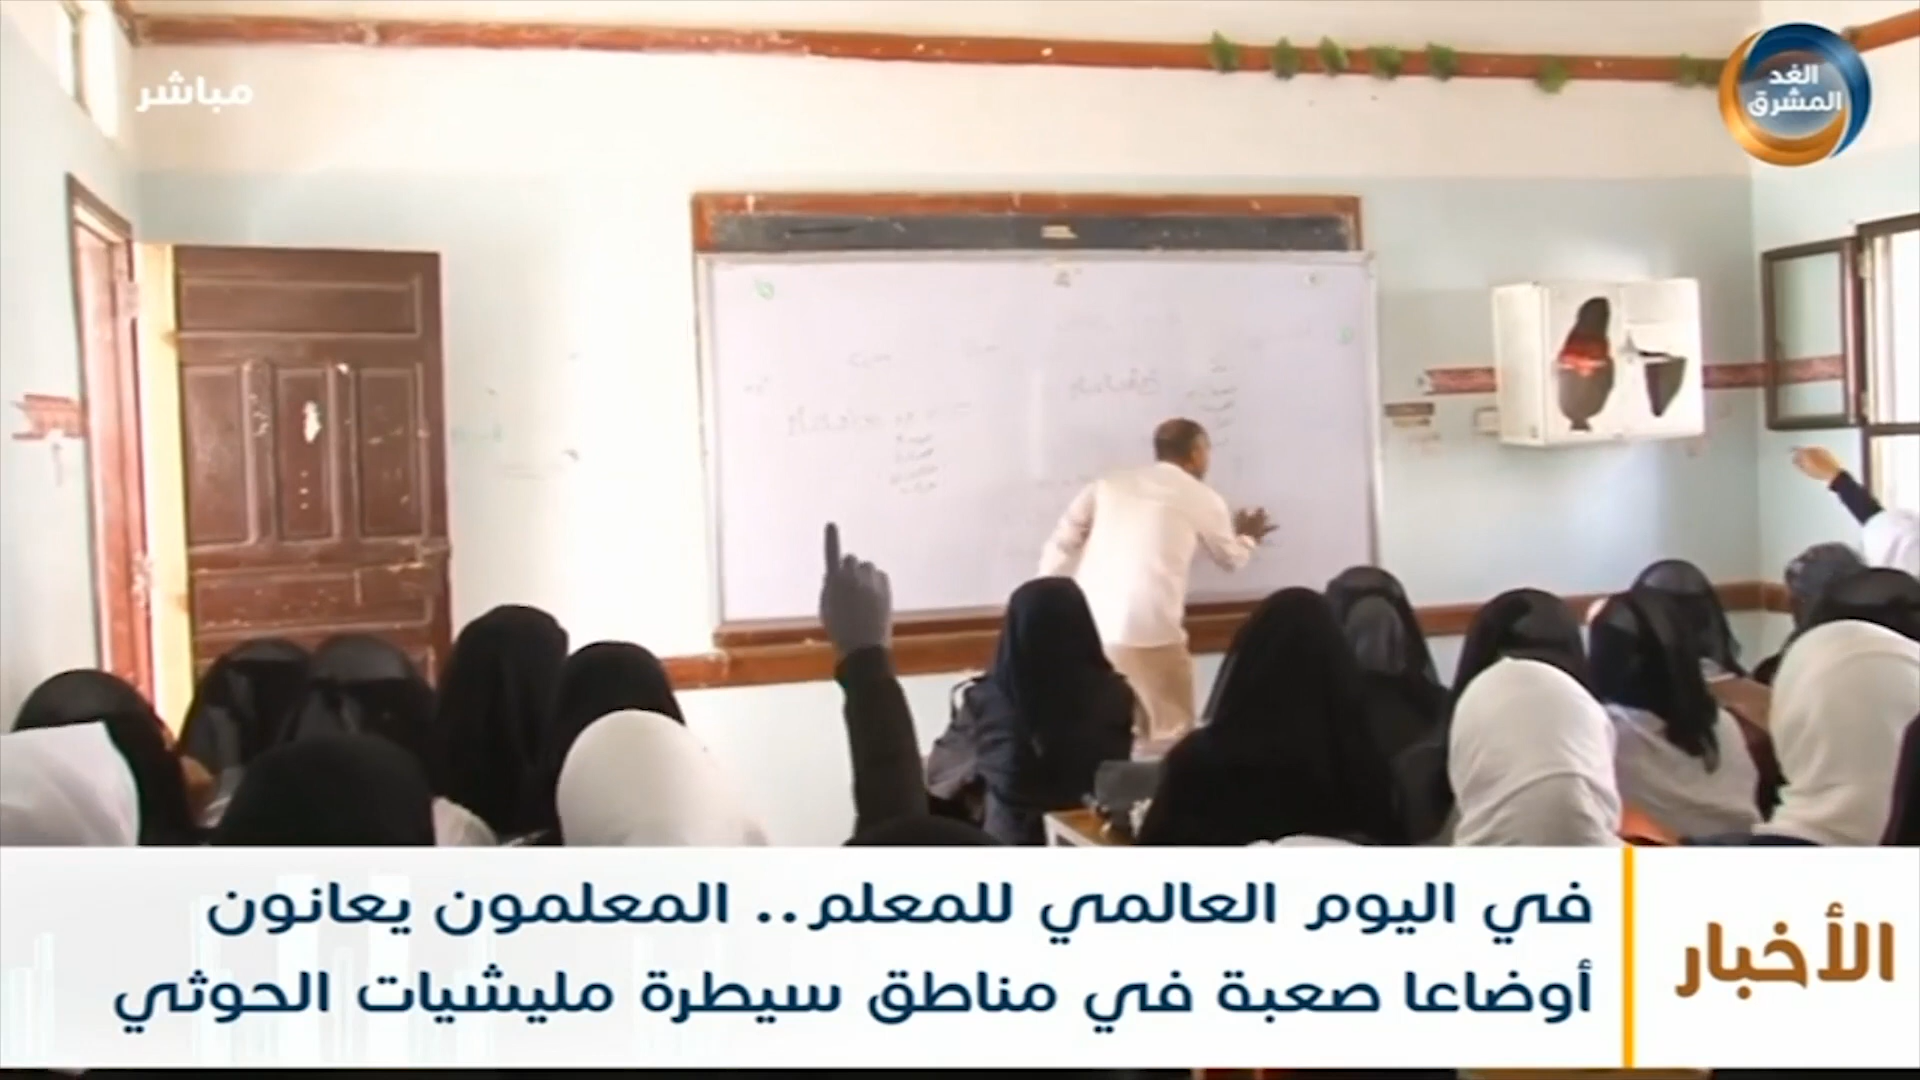 مباشر
الغد
المشرق
الأخبار
في اليوم العالمي للمعلم.. المعلمون يعانون
أوضاعا صعبة في مناطق سيطرة مليشيات الحوثي